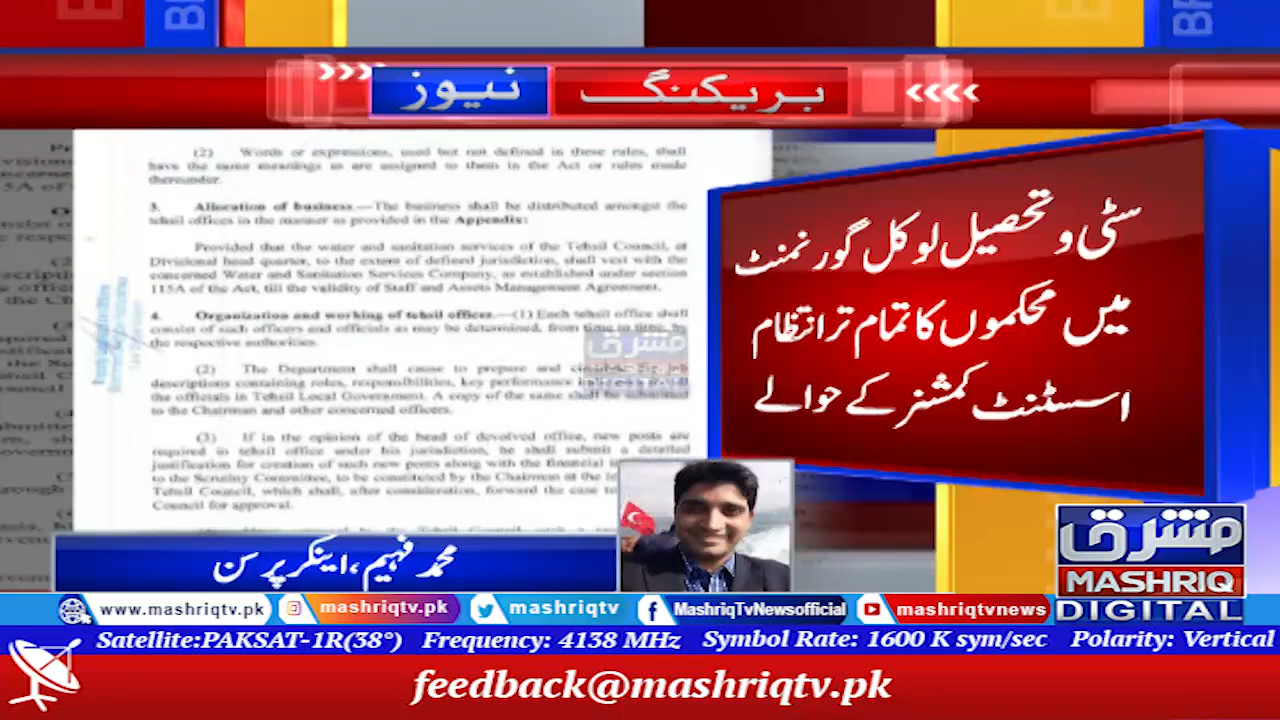 بریکنگ نیوز
(2) Words or expressions, used but not defined in these rules, shall
have the same meanings as are assigned to them in the Act or rules made
thereunder.
3. Allocation of business.—The business shall be distributed amongst the
tehsil offices in the manner as provided in the Appendix:
Provided that the water and sanitation services of the Tehsil Council, at
Divisional head quarter, to the extent of defined jurisdiction, shall vest with the
concerned Water and Sanitation Services Company, as established under section
115A of the Act, till the validity of Staff and Assets Management Agreement.
4. Organization and working of tehsil offices.—(1) Each tehsil office shall
consist of such officers and officials as may be determined, from time to time, by
the respective authorities.
(2) The Department shall cause to prepare and
descriptions containing roles, responsibilities, key performance
the officials in Tehsil Local Government. A copy of the same shall be submitted
to the Chairman and other concerned officers.
(3) If in the opinion of the head of devolved office, new posts are
required in tehsil office under his jurisdiction, he shall submit a detailed
justification for creation of such new posts along with the financial
to the Scrutiny Committee, to be constituted by the Chairman at the
Tehsil Council, which shall, after consideration, forward the case
Council for approval.
سٹی و تحصیل لوکل گورنمنٹ
میں محکموں کا تمام تر انتظام
اسسٹنٹ کمشنر کے حوالے
محمد فہیم، اینکر پرسن
مشرق
MASHRIQ
DIGITAL
www.mashriqtv.pk mashriqtv.pk mashriqtv MashriqTvNewsofficial mashriqtvnews
Satellite:PAKSAT-1R(38°) Frequency: 4138 MHz Symbol Rate: 1600 K sym/sec Polarity: Vertical
feedback@mashriqtv.pk